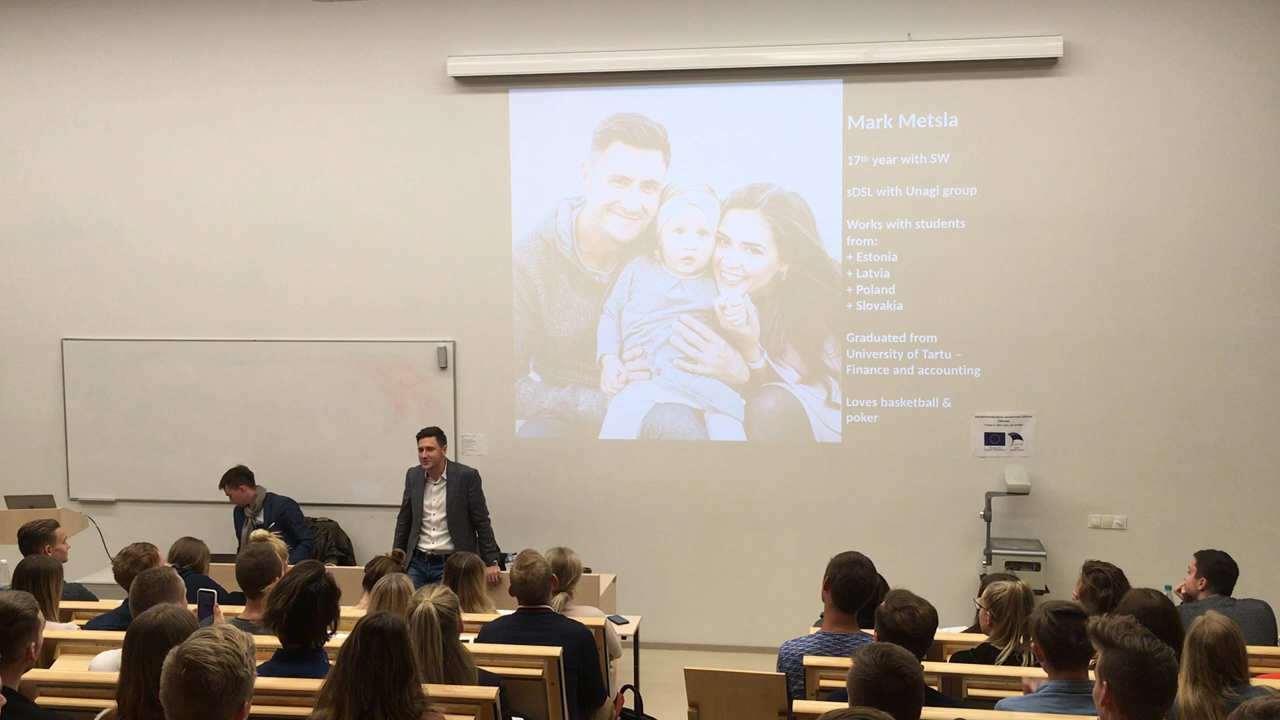 Mark Metsla
17th year with SW
sDSL with Unagi group
Works with students
from:
+ Estonia
+ Latvia
+ Poland
+ Slovakia
Graduated from
University of Tartu –
Finance and accounting
Loves basketball &
poker